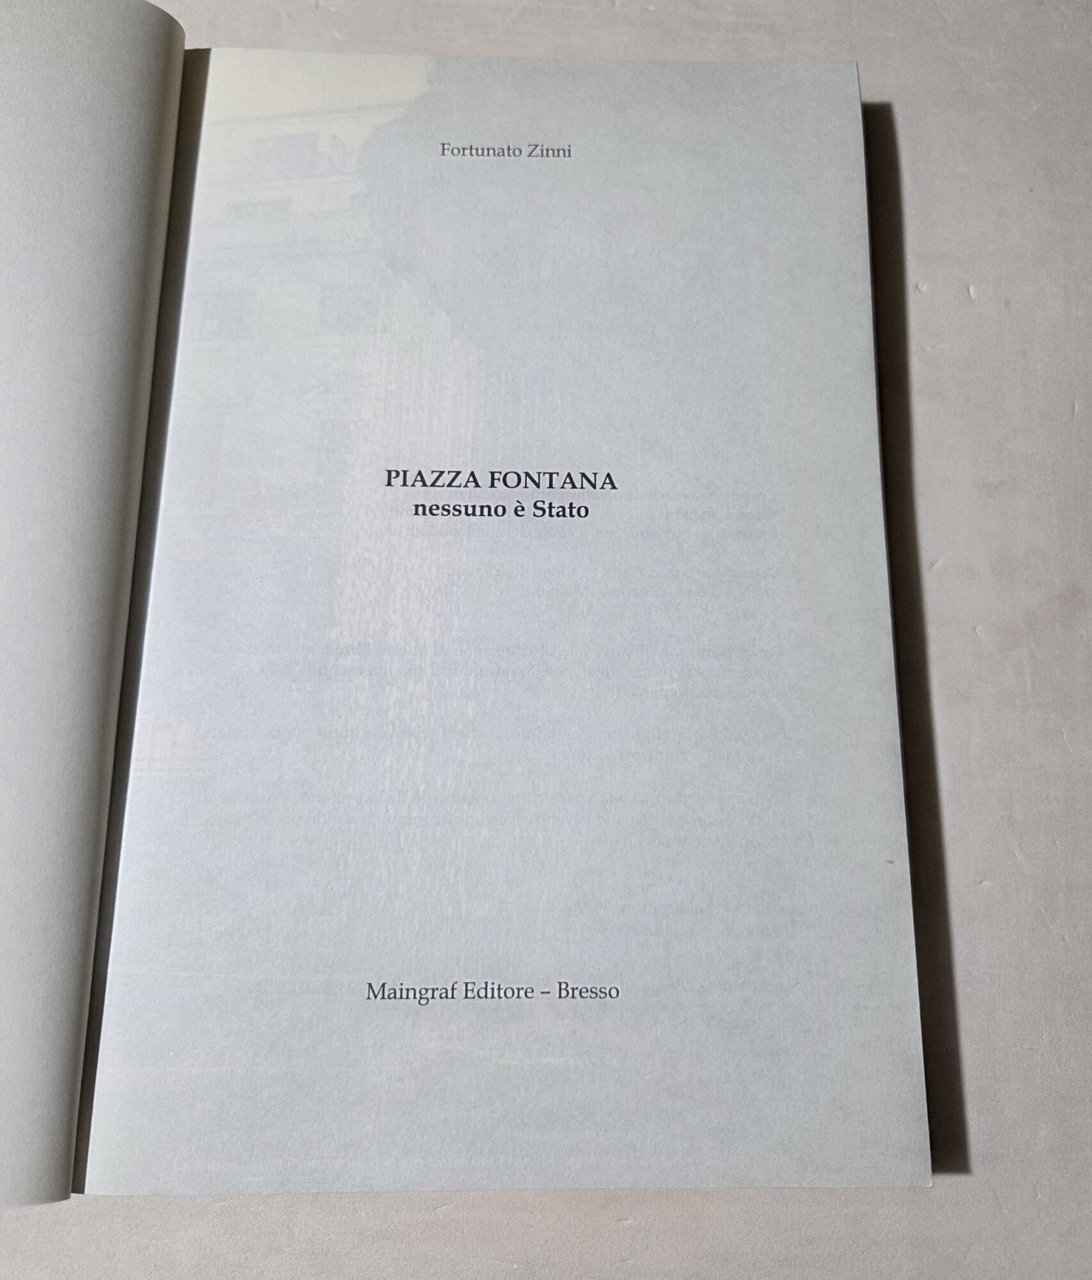 Fortunato Zinni
PIAZZA FONTANA
nessuno è Stato
Maingraf Editore – Bresso